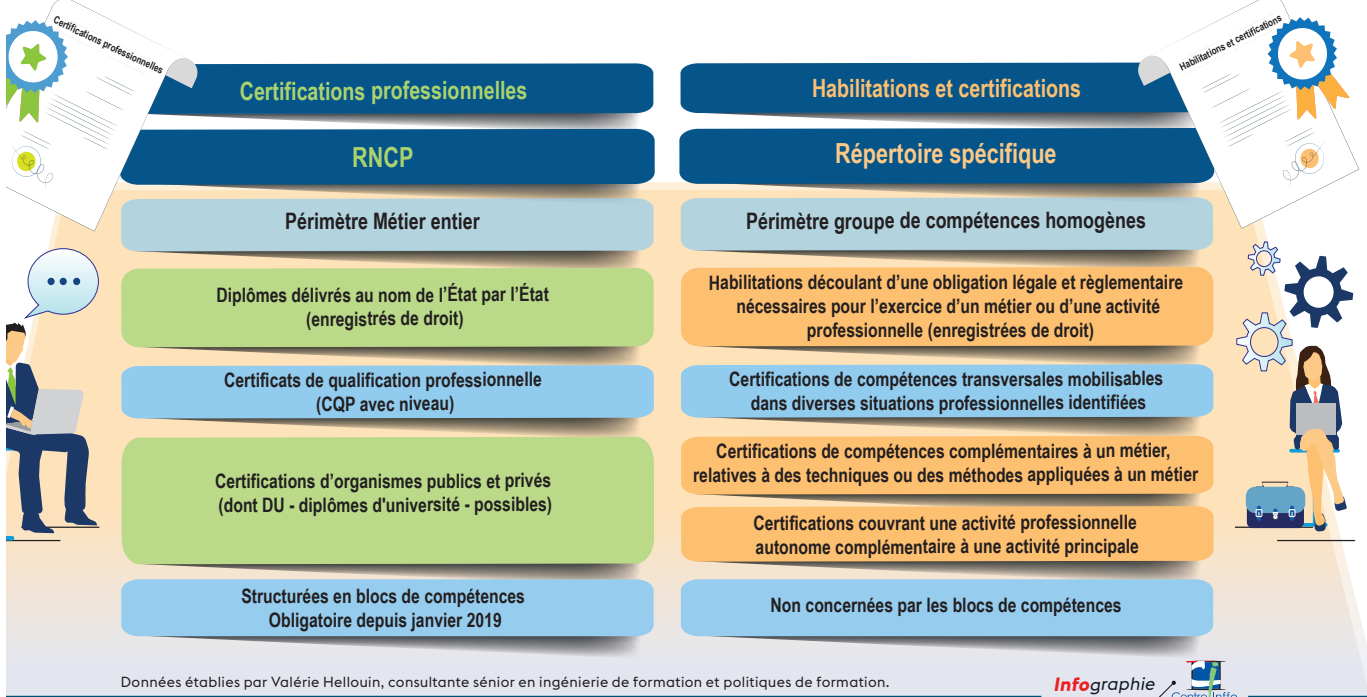 Certifications professionnelles
Habilitations et certifications
Certifications professionnelles
Habilitations et certifications
RNCP
Répertoire spécifique
Périmètre Métier entier
Périmètre groupe de compétences homogènes
Diplômes délivrés au nom de l'État par l'État
(enregistrés de droit)
Habilitations découlant d'une obligation légale et règlementaire
nécessaires pour l'exercice d'un métier ou d'une activité
professionnelle (enregistrées de droit)
Certificats de qualification professionnelle
(CQP avec niveau)
Certifications de compétences transversales mobilisables
dans diverses situations professionnelles identifiées
Certifications d'organismes publics et privés
(dont DU - diplômes d'université - possibles)
Certifications de compétences complémentaires à un métier,
relatives à des techniques ou des méthodes appliquées à un métier
Certifications couvrant une activité professionnelle
autonome complémentaire à une activité principale
Structurées en blocs de compétences
Obligatoire depuis janvier 2019
Non concernées par les blocs de compétences
Données établies par Valérie Hellouin, consultante sénior en ingénierie de formation et politiques de formation.
Infographie
Centre Inffo